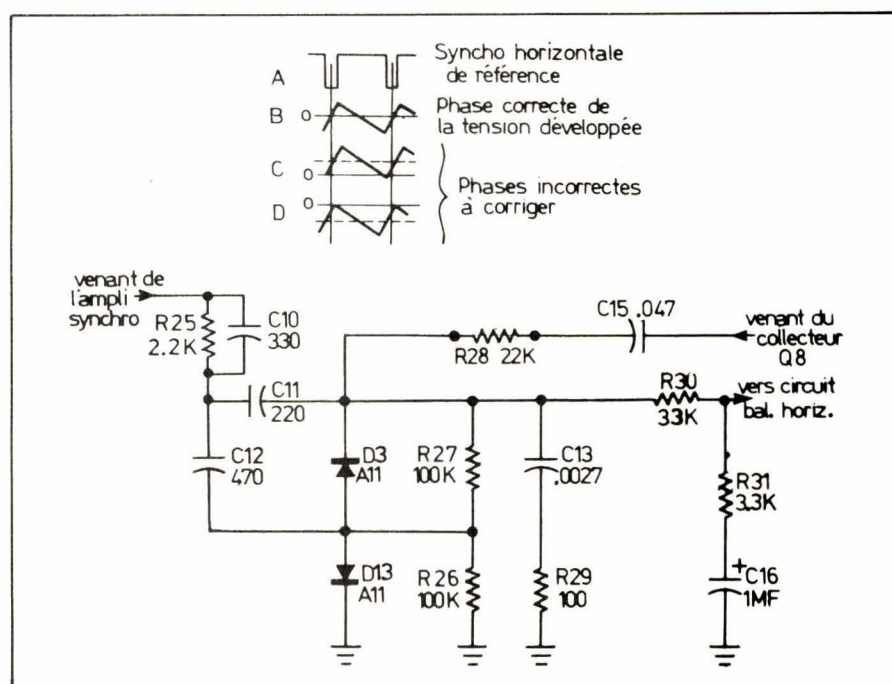 A
Syncho horizontale
de référence
B
o
Phase correcte de
la tension développée
C
o
D
o
Phases incorrectes
à corriger
venant de
l'ampli
synchro
R25
2.2K
C10
330
C11
220
C12
470
D3
A11
D13
A11
R27
100K
R26
100K
C13
.0027
R29
100
R28 22K
C15 .047
venant du
collecteur
Q8
R30
33K
vers circuit
bal. horiz.
R31
3.3K
+
C16
1MF